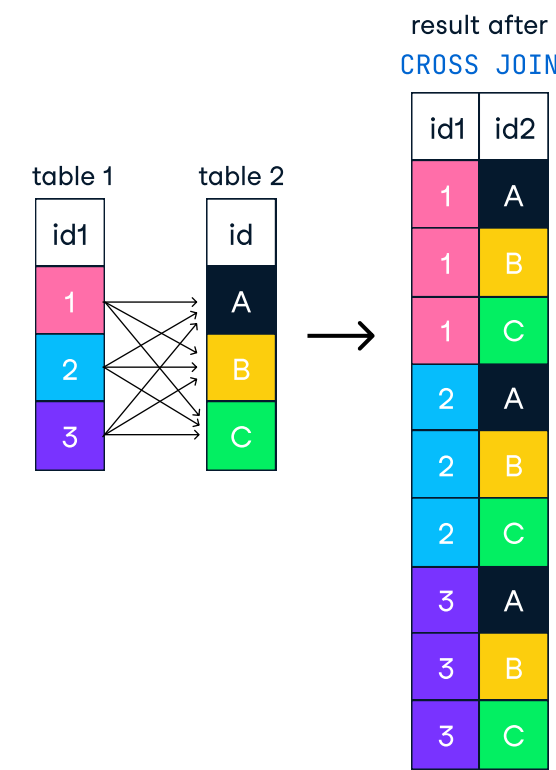 result after
CROSS JOIN
table 1
id1
1
2
3
table 2
id
A
B
C
id1 id2
1 A
1 B
1 C
2 A
2 B
2 C
3 A
3 B
3 C